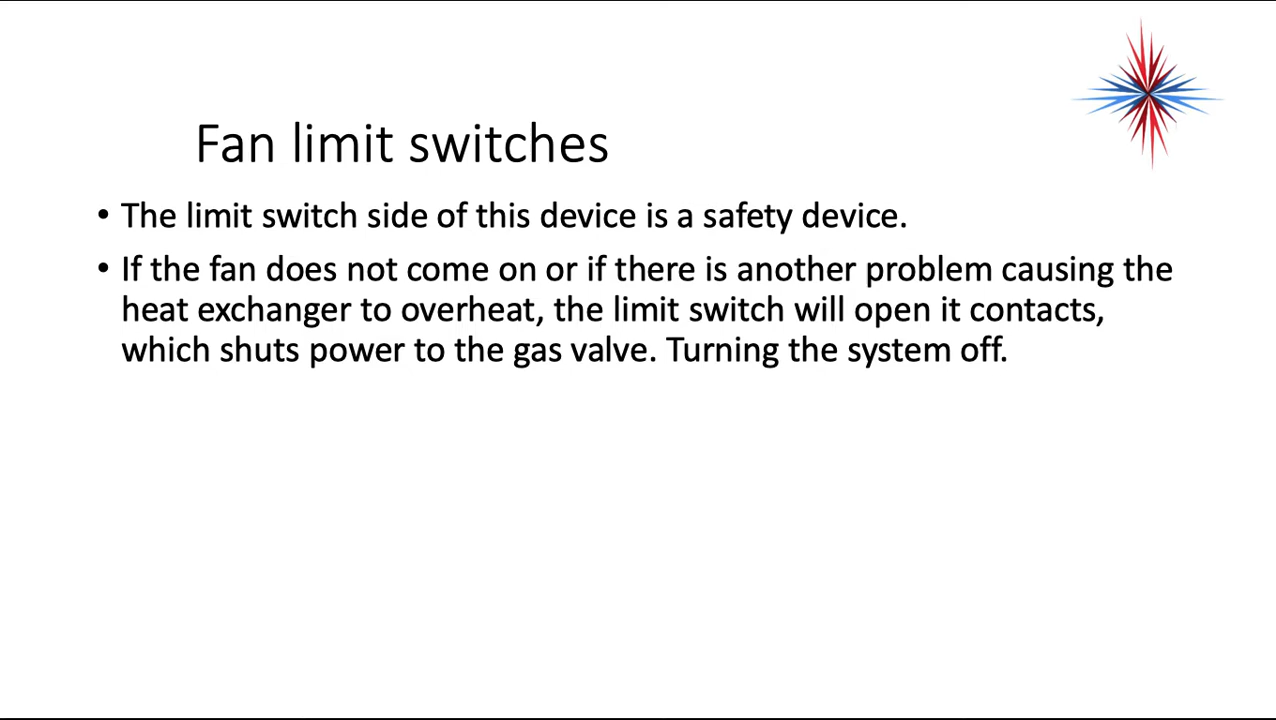 Fan limit switches
• The limit switch side of this device is a safety device.
• If the fan does not come on or if there is another problem causing the
heat exchanger to overheat, the limit switch will open it contacts,
which shuts power to the gas valve. Turning the system off.